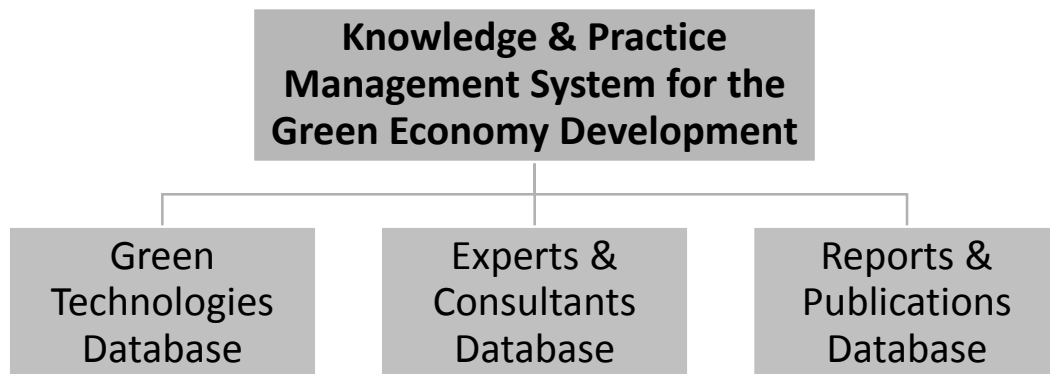 Knowledge & Practice
Management System for the
Green Economy Development
Green
Technologies
Database
Experts &
Consultants
Database
Reports &
Publications
Database